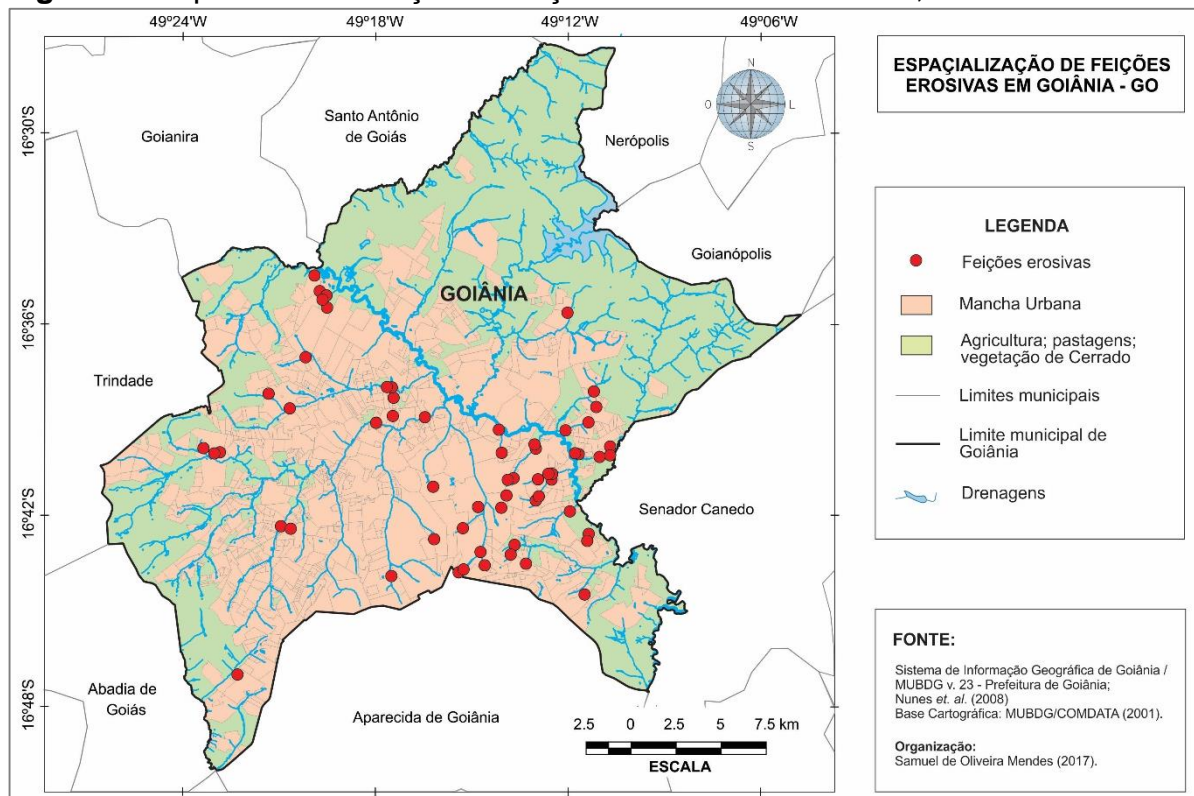 49°24'W
49°18'W
49°12'W
49°06'W
16°30'S
16°36'S
16°42'S
16°48'S
Goianira
Santo Antônio
de Goiás
Nerópolis
Goianópolis
GOIÂNIA
Trindade
Senador Canedo
Abadia de
Goiás
Aparecida de Goiânia
N
O
L
S
2.5 0 2.5 5 7.5 km
ESCALA
ESPAÇIALIZAÇÃO DE FEIÇÕES
EROSIVAS EM GOIÂNIA - GO
LEGENDA
Feições erosivas
Mancha Urbana
Agricultura; pastagens;
vegetação de Cerrado
Limites municipais
Limite municipal de
Goiânia
Drenagens
FONTE:
Sistema de Informação Geográfica de Goiânia /
MUBDG v. 23 - Prefeitura de Goiânia;
Nunes et. al. (2008)
Base Cartográfica: MUBDG/COMDATA (2001).
Organização:
Samuel de Oliveira Mendes (2017).